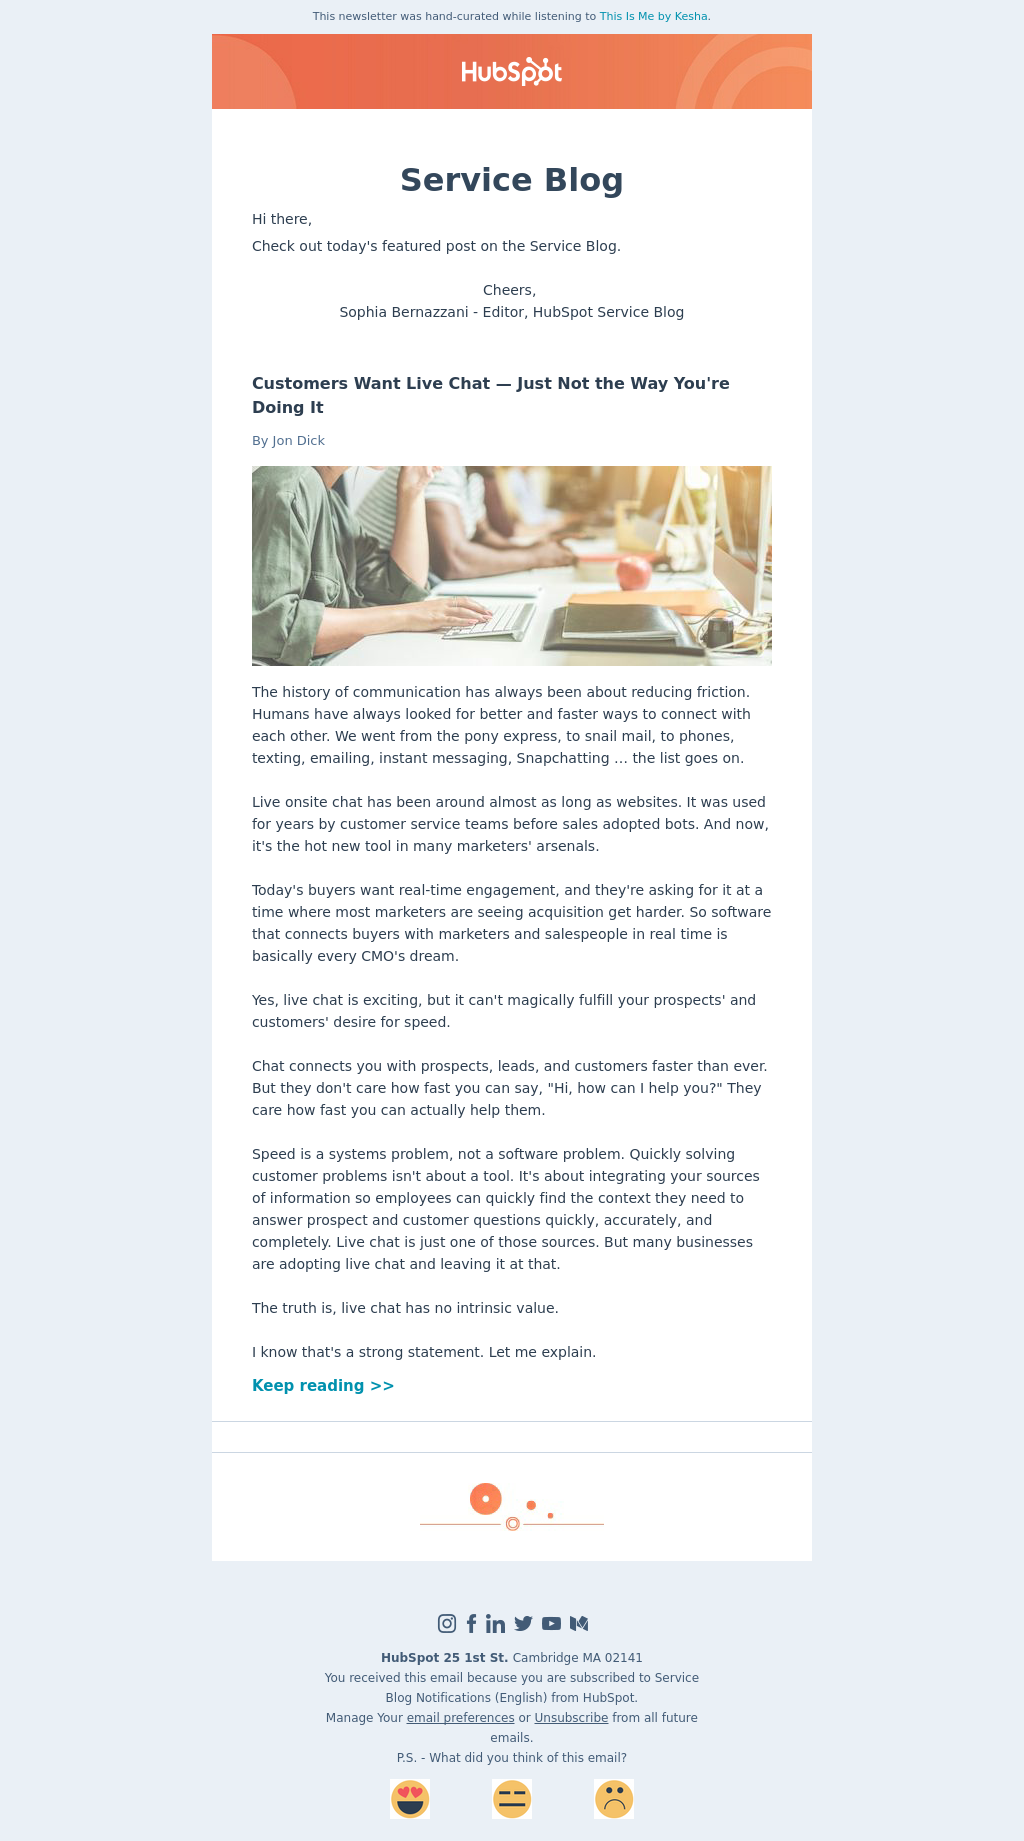 This newsletter was hand-curated while listening to This Is Me by Kesha.
HubSpot
Service Blog
Hi there,
Check out today's featured post on the Service Blog.
Cheers,
Sophia Bernazzani - Editor, HubSpot Service Blog
Customers Want Live Chat — Just Not the Way You're
Doing It
By Jon Dick
The history of communication has always been about reducing friction.
Humans have always looked for better and faster ways to connect with
each other. We went from the pony express, to snail mail, to phones,
texting, emailing, instant messaging, Snapchatting … the list goes on.
Live onsite chat has been around almost as long as websites. It was used
for years by customer service teams before sales adopted bots. And now,
it's the hot new tool in many marketers' arsenals.
Today's buyers want real-time engagement, and they're asking for it at a
time where most marketers are seeing acquisition get harder. So software
that connects buyers with marketers and salespeople in real time is
basically every CMO's dream.
Yes, live chat is exciting, but it can't magically fulfill your prospects' and
customers' desire for speed.
Chat connects you with prospects, leads, and customers faster than ever.
But they don't care how fast you can say, "Hi, how can I help you?" They
care how fast you can actually help them.
Speed is a systems problem, not a software problem. Quickly solving
customer problems isn't about a tool. It's about integrating your sources
of information so employees can quickly find the context they need to
answer prospect and customer questions quickly, accurately, and
completely. Live chat is just one of those sources. But many businesses
are adopting live chat and leaving it at that.
The truth is, live chat has no intrinsic value.
I know that's a strong statement. Let me explain.
Keep reading >>
HubSpot 25 1st St. Cambridge MA 02141
You received this email because you are subscribed to Service
Blog Notifications (English) from HubSpot.
Manage Your email preferences or Unsubscribe from all future
emails.
P.S. - What did you think of this email?